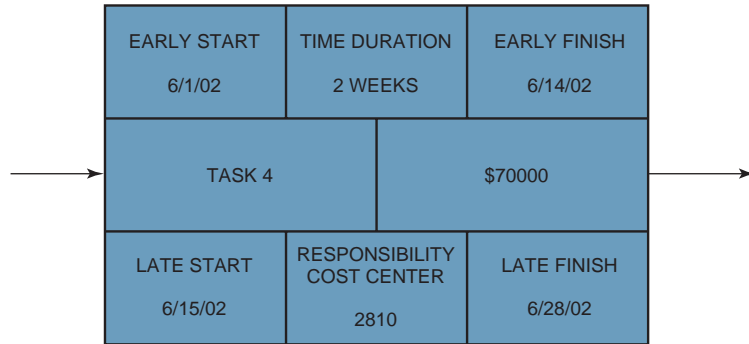 EARLY START
6/1/02
TIME DURATION
2 WEEKS
EARLY FINISH
6/14/02
TASK 4
$70000
LATE START
6/15/02
RESPONSIBILITY
COST CENTER
2810
LATE FINISH
6/28/02